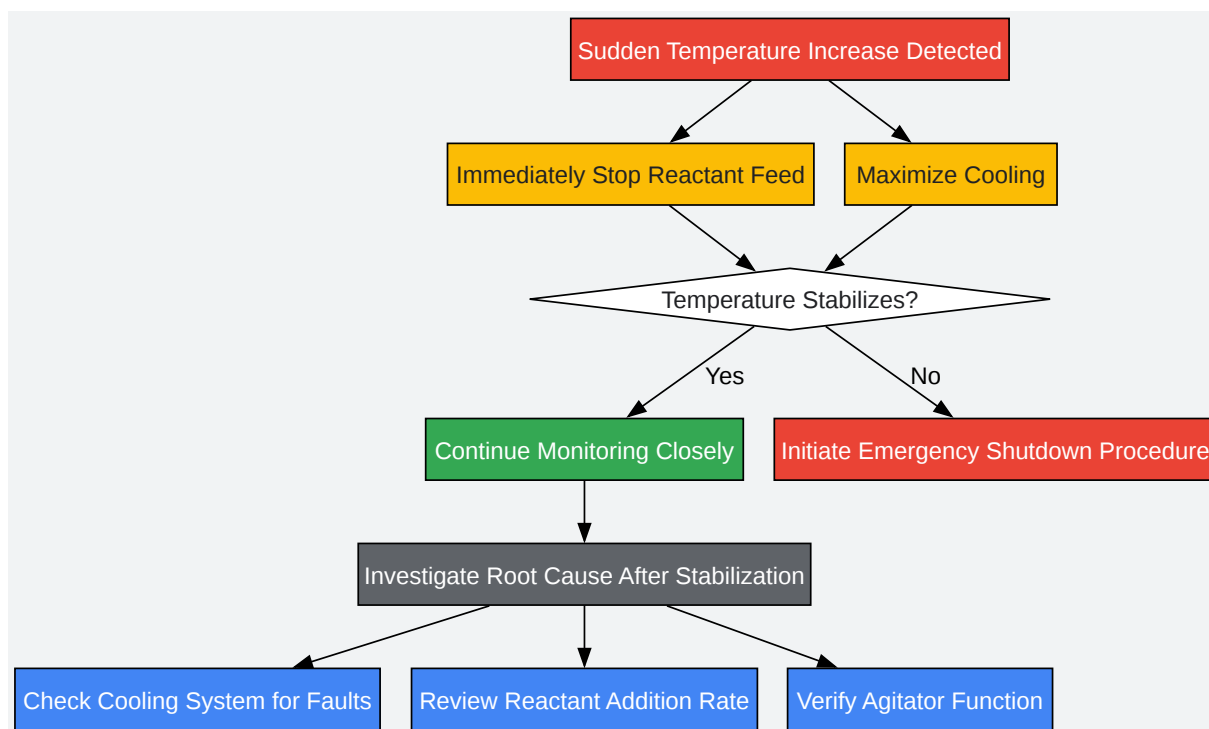 Sudden Temperature Increase Detected
Immediately Stop Reactant Feed
Maximize Cooling
Temperature Stabilizes?
Yes
No
Continue Monitoring Closely
Initiate Emergency Shutdown Procedure
Investigate Root Cause After Stabilization
Check Cooling System for Faults
Review Reactant Addition Rate
Verify Agitator Function